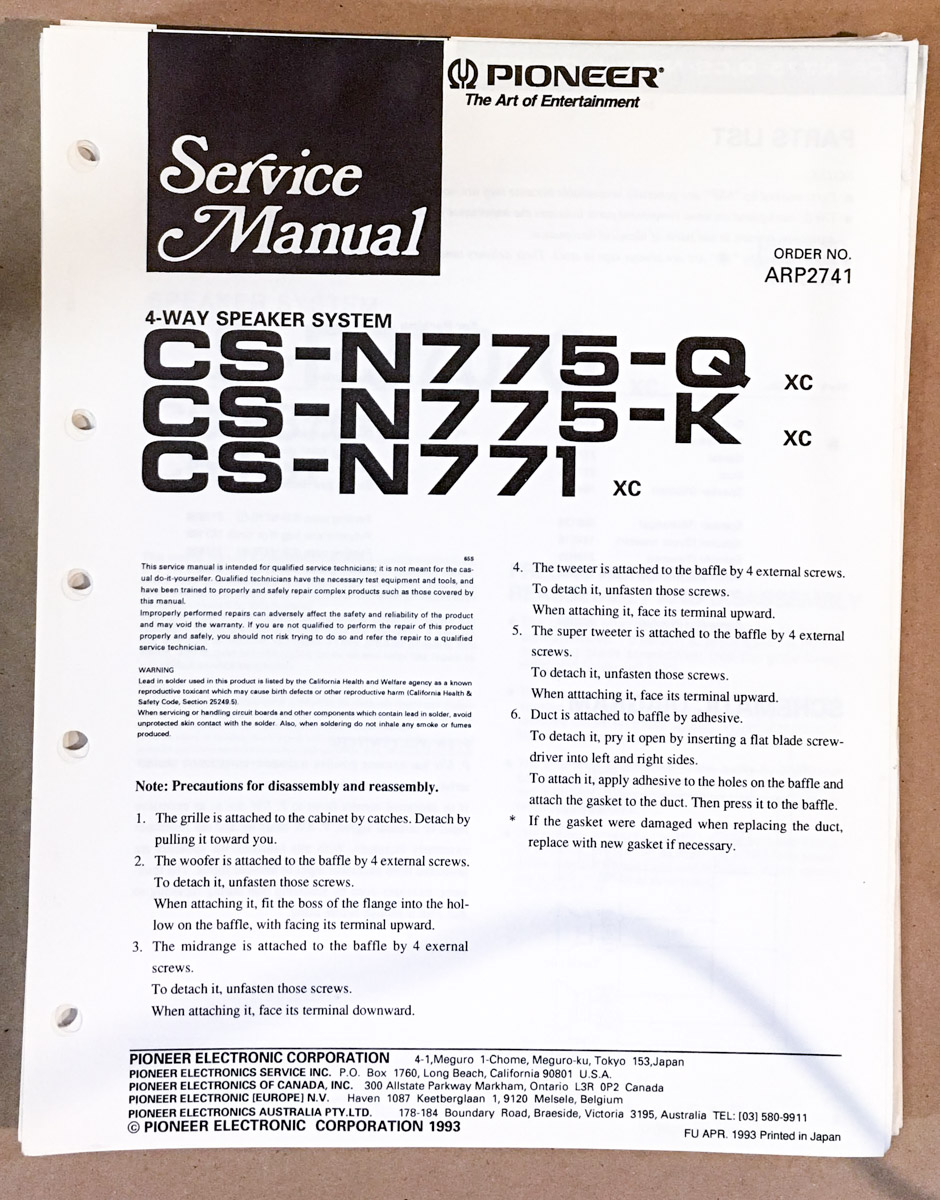 PIONEER®
The Art of Entertainment
Service
Manual
ORDER NO.
ARP2741
4-WAY SPEAKER SYSTEM
CS-N775-Q XC
CS-N775-K XC
CS-N771 XC
655
This service manual is intended for qualified service technicians; it is not meant for the cas-
ual do-it-yourselfer. Qualified technicians have the necessary test equipment and tools, and
have been trained to properly and safely repair complex products such as those covered by
this manual.
Improperly performed repairs can adversely affect the safety and reliability of the product
and may void the warranty. If you are not qualified to perform the repair of this product
properly and safely, you should not risk trying to do so and refer the repair to a qualified
service technician.
WARNING
Lead in solder used in this product is listed by the California Health and Welfare agency as a known
reproductive toxicant which may cause birth defects or other reproductive harm (California Health &
Safety Code, Section 25249.5).
When servicing or handling circuit boards and other components which contain lead in solder, avoid
unprotected skin contact with the solder. Also, when soldering do not inhale any smoke or fumes
produced.
Note: Precautions for disassembly and reassembly.
1. The grille is attached to the cabinet by catches. Detach by
pulling it toward you.
2. The woofer is attached to the baffle by 4 external screws.
To detach it, unfasten those screws.
When attaching it, fit the boss of the flange into the hol-
low on the baffle, with facing its terminal upward.
3. The midrange is attached to the baffle by 4 exernal
screws.
To detach it, unfasten those screws.
When attaching it, face its terminal downward.
4. The tweeter is attached to the baffle by 4 external screws.
To detach it, unfasten those screws.
When attaching it, face its terminal upward.
5. The super tweeter is attached to the baffle by 4 external
screws.
To detach it, unfasten those screws.
When atttaching it, face its terminal upward.
6. Duct is attached to baffle by adhesive.
To detach it, pry it open by inserting a flat blade screw-
driver into left and right sides.
To attach it, apply adhesive to the holes on the baffle and
attach the gasket to the duct. Then press it to the baffle.
* If the gasket were damaged when replacing the duct,
replace with new gasket if necessary.
PIONEER ELECTRONIC CORPORATION 4-1,Meguro 1-Chome, Meguro-ku, Tokyo 153,Japan
PIONEER ELECTRONICS SERVICE INC. P.O. Box 1760, Long Beach, California 90801 U.S.A.
PIONEER ELECTRONICS OF CANADA, INC. 300 Allstate Parkway Markham, Ontario L3R 0P2 Canada
PIONEER ELECTRONIC [EUROPE] N.V. Haven 1087 Keetberglaan 1, 9120 Melsele, Belgium
PIONEER ELECTRONICS AUSTRALIA PTY.LTD. 178-184 Boundary Road, Braeside, Victoria 3195, Australia TEL: [03] 580-9911
© PIONEER ELECTRONIC CORPORATION 1993
FU APR. 1993 Printed in Japan